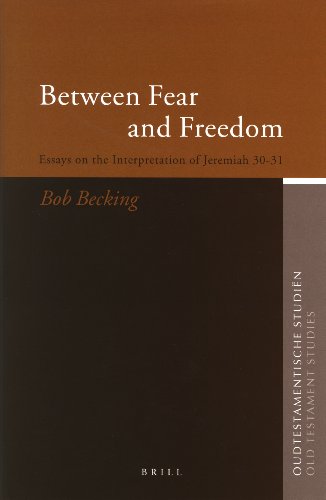 Between Fear
and Freedom
Essays on the Interpretation of Jeremiah 30-31
Bob Becking
OUDTESTAMENTISCHE STUDIËN
OLD TESTAMENT STUDIES
BRILL